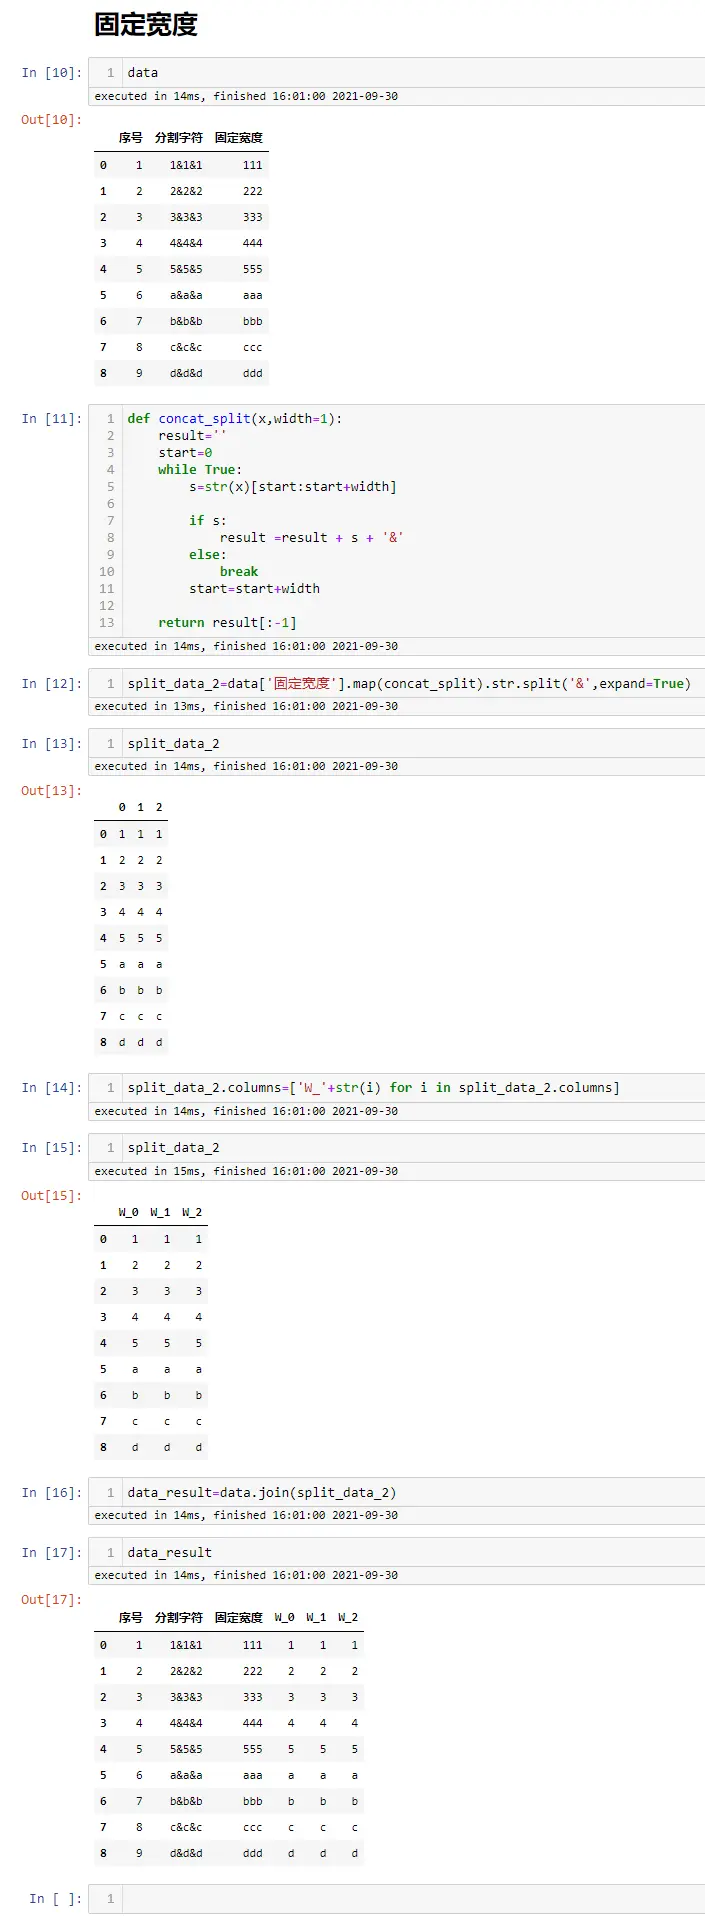 固定宽度
In [10]: 1 data
executed in 14ms, finished 16:01:00 2021-09-30
Out[10]:
序号 分割字符 固定宽度
0 1 1&1&1 111
1 2 2&2&2 222
2 3 3&3&3 333
3 4 4&4&4 444
4 5 5&5&5 555
5 6 a&a&a aaa
6 7 b&b&b bbb
7 8 c&c&c ccc
8 9 d&d&d ddd
In [11]: 1 def concat_split(x,width=1):
2 result=''
3 start=0
4 while True:
5 s=str(x)[start:start+width]
6
7 if s:
8 result =result + s + '&'
9 else:
10 break
11 start=start+width
12
13 return result[:-1]
executed in 14ms, finished 16:01:00 2021-09-30
In [12]: 1 split_data_2=data['固定宽度'].map(concat_split).str.split('&',expand=True)
executed in 13ms, finished 16:01:00 2021-09-30
In [13]: 1 split_data_2
executed in 14ms, finished 16:01:00 2021-09-30
Out[13]:
0 1 2
0 1 1 1
1 2 2 2
2 3 3 3
3 4 4 4
4 5 5 5
5 a a a
6 b b b
7 c c c
8 d d d
In [14]: 1 split_data_2.columns=['W_'+str(i) for i in split_data_2.columns]
executed in 14ms, finished 16:01:00 2021-09-30
In [15]: 1 split_data_2
executed in 15ms, finished 16:01:00 2021-09-30
Out[15]:
W_0 W_1 W_2
0 1 1 1
1 2 2 2
2 3 3 3
3 4 4 4
4 5 5 5
5 a a a
6 b b b
7 c c c
8 d d d
In [16]: 1 data_result=data.join(split_data_2)
executed in 14ms, finished 16:01:00 2021-09-30
In [17]: 1 data_result
executed in 14ms, finished 16:01:00 2021-09-30
Out[17]:
序号 分割字符 固定宽度 W_0 W_1 W_2
0 1 1&1&1 111 1 1 1
1 2 2&2&2 222 2 2 2
2 3 3&3&3 333 3 3 3
3 4 4&4&4 444 4 4 4
4 5 5&5&5 555 5 5 5
5 6 a&a&a aaa a a a
6 7 b&b&b bbb b b b
7 8 c&c&c ccc c c c
8 9 d&d&d ddd d d d
In [ ]: 1